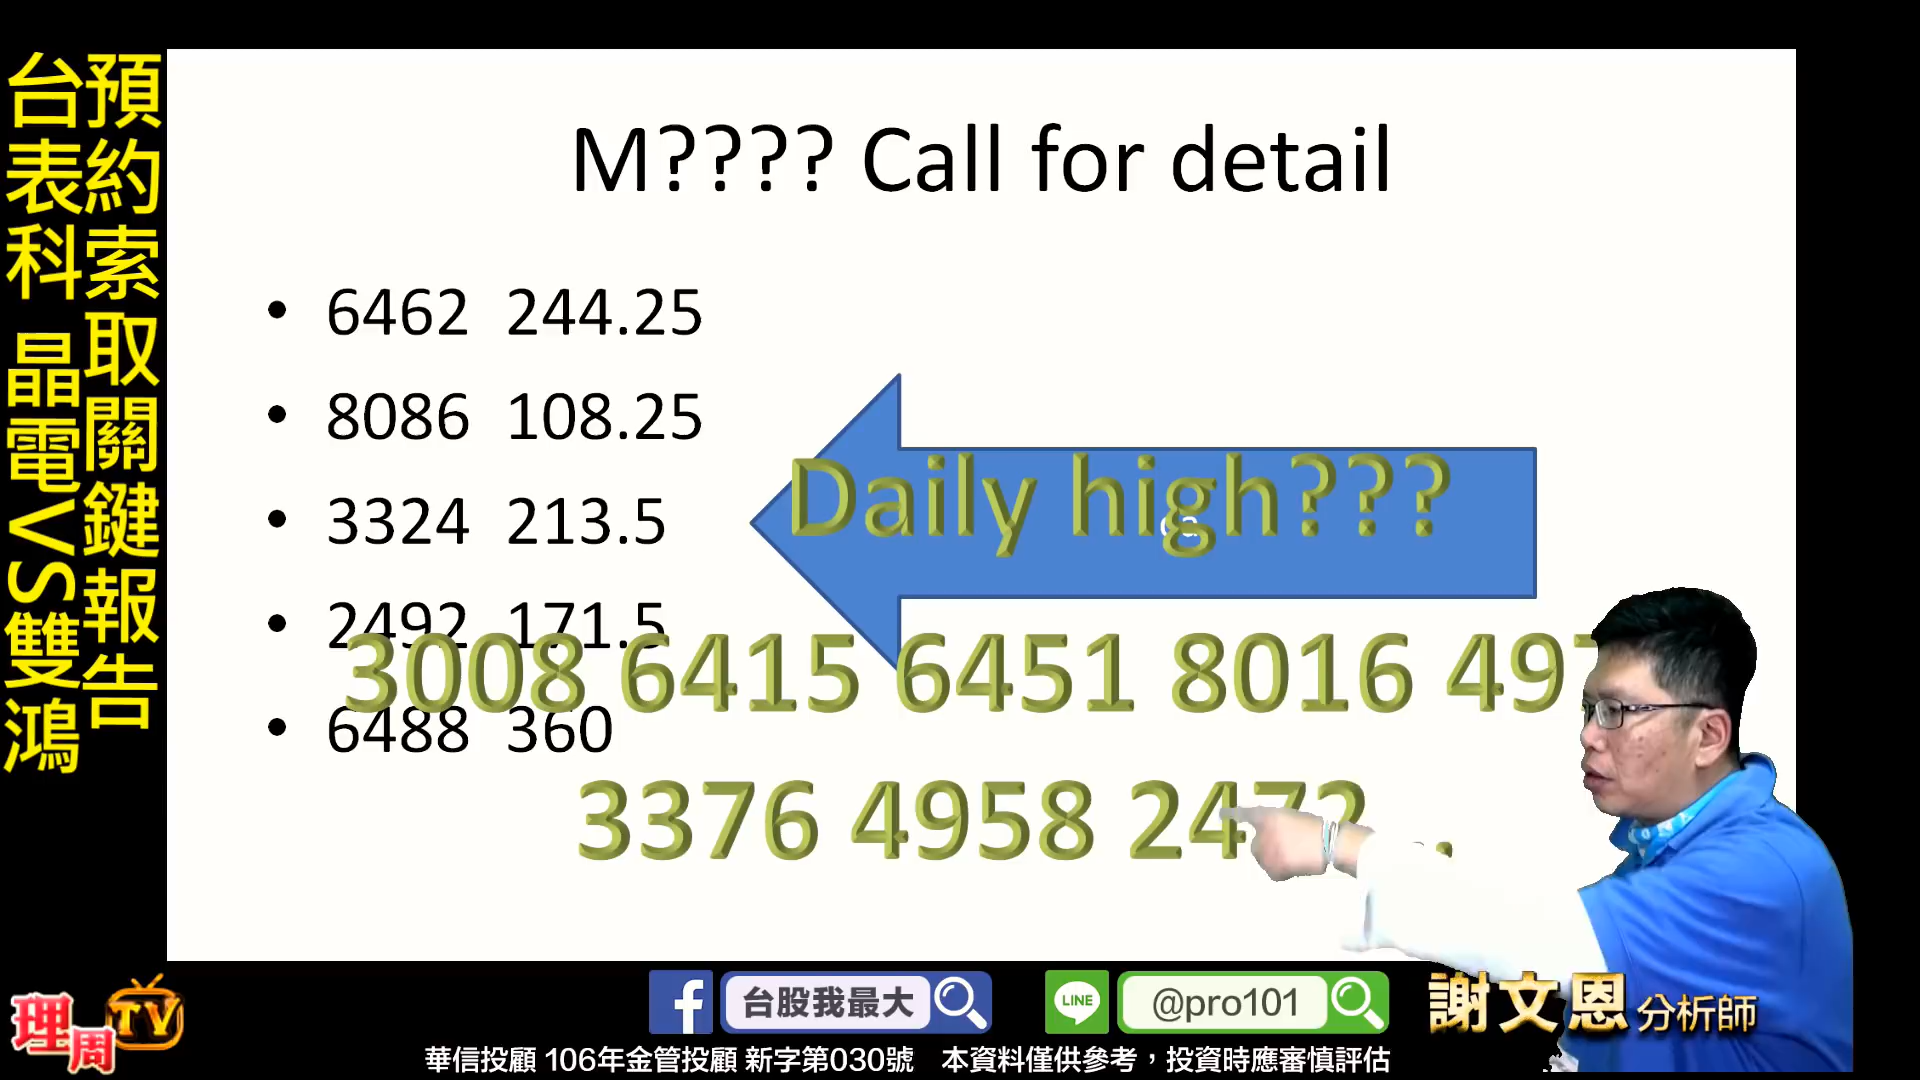 預約索取關鍵報告
台表科 晶電VS雙鴻
M???? Call for detail
• 6462 244.25
• 8086 108.25
• 3324 213.5
• 2492 171.5
• 6488 360
Daily high???
3008 6415 6451 8016 497
3376 4958 2472
理周TV
f 台股我最大
LINE @pro101
謝文恩 分析師
華信投顧 106年金管投顧 新字第030號 本資料僅供參考，投資時應審慎評估